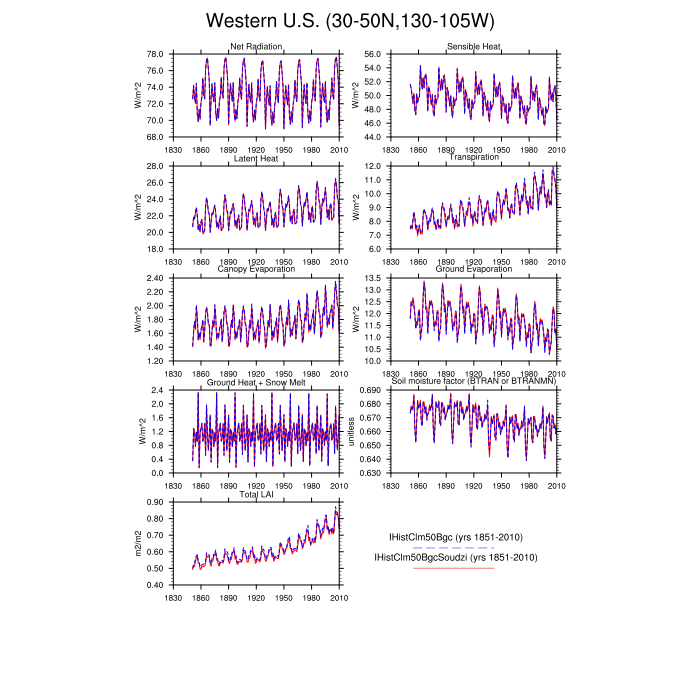 Western U.S. (30-50N,130-105W)
Net Radiation
Sensible Heat
W/m^2
78.0
76.0
74.0
72.0
70.0
68.0
1830 1860 1890 1920 1950 1980 2010
W/m^2
56.0
54.0
52.0
50.0
48.0
46.0
44.0
1830 1860 1890 1920 1950 1980 2010
Latent Heat
Transpiration
W/m^2
28.0
26.0
24.0
22.0
20.0
18.0
1830 1860 1890 1920 1950 1980 2010
W/m^2
12.0
11.0
10.0
9.0
8.0
7.0
6.0
1830 1860 1890 1920 1950 1980 2010
Canopy Evaporation
Ground Evaporation
W/m^2
2.40
2.20
2.00
1.80
1.60
1.40
1.20
1830 1860 1890 1920 1950 1980 2010
W/m^2
13.5
13.0
12.5
12.0
11.5
11.0
10.5
10.0
1830 1860 1890 1920 1950 1980 2010
Ground Heat + Snow Melt
Soil moisture factor (BTRAN or BTRANMN)
W/m^2
2.4
2.0
1.6
1.2
0.8
0.4
0.0
1830 1860 1890 1920 1950 1980 2010
unitless
0.690
0.680
0.670
0.660
0.650
0.640
0.630
1830 1860 1890 1920 1950 1980 2010
Total LAI
m2/m2
0.90
0.80
0.70
0.60
0.50
0.40
1830 1860 1890 1920 1950 1980 2010
IHistClm50Bgc (yrs 1851-2010)
IHistClm50BgcSoudzi (yrs 1851-2010)